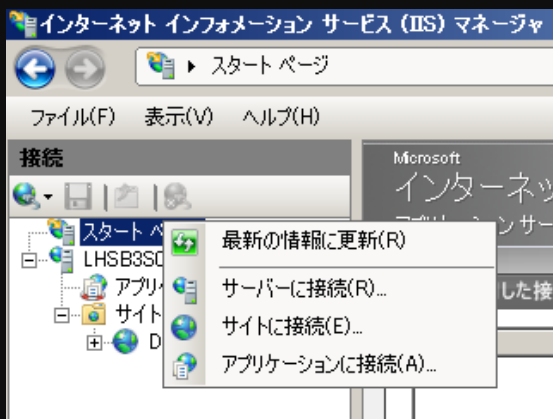 インターネット インフォメーション サービス (IIS) マネージャ
スタート ページ
ファイル(F) 表示(V) ヘルプ(H)
接続
Microsoft
インターネッ
スタート
最新の情報に更新(R)
LHSB3S
サーバーに接続(R)...
した接
アプリ
サイト
サイトに接続(E)...
D
アプリケーションに接続(A)...